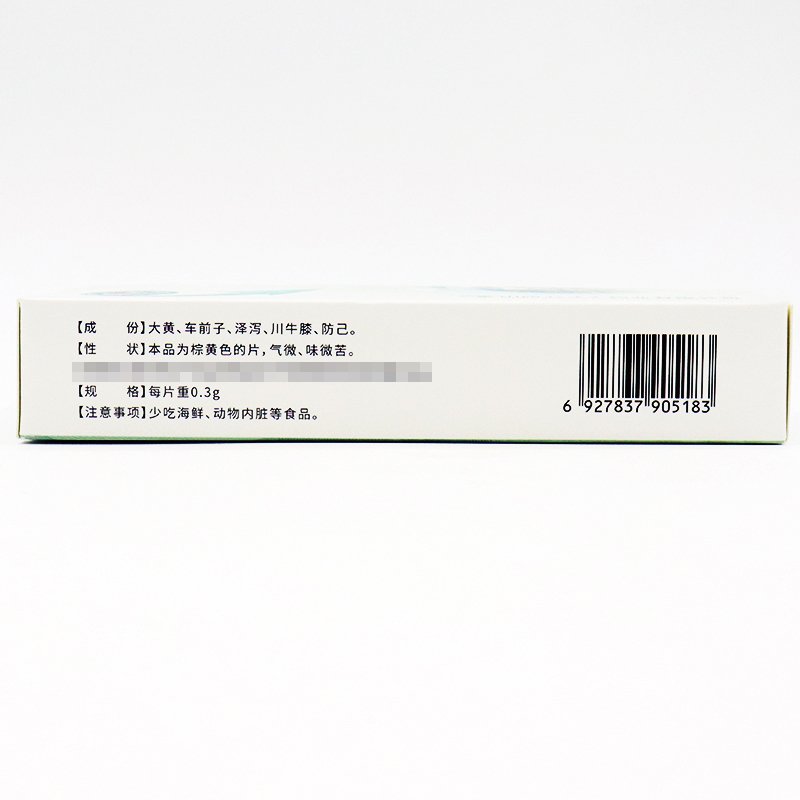 【成　　份】大黄、车前子、泽泻、川牛膝、防己。
【性　　状】本品为棕黄色的片，气微、味微苦。
【规　　格】每片重0.3g
【注意事项】少吃海鲜、动物内脏等食品。
6 927837 905183